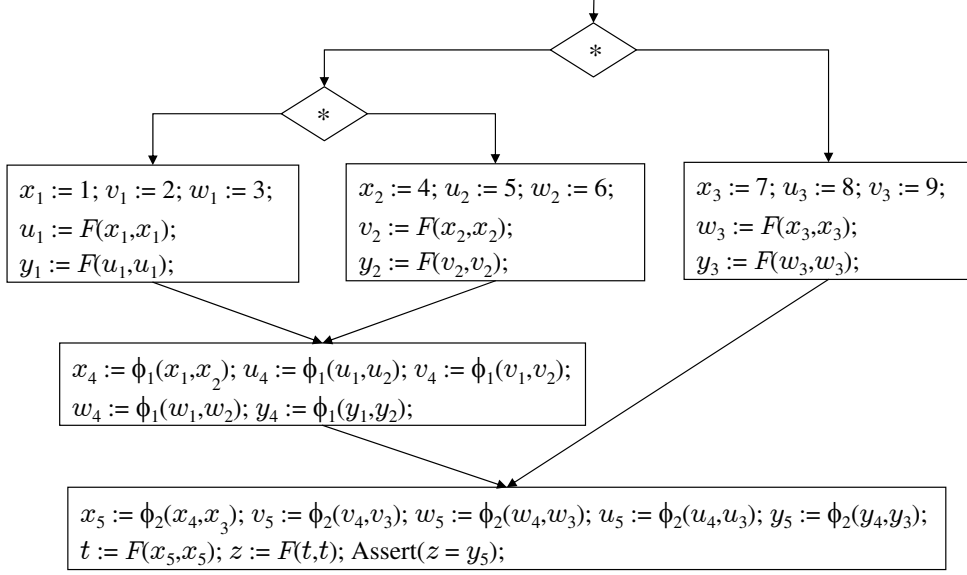 *
*
x₁ := 1; v₁ := 2; w₁ := 3;
u₁ := F(x₁,x₁);
y₁ := F(u₁,u₁);
x₂ := 4; u₂ := 5; w₂ := 6;
v₂ := F(x₂,x₂);
y₂ := F(v₂,v₂);
x₃ := 7; u₃ := 8; v₃ := 9;
w₃ := F(x₃,x₃);
y₃ := F(w₃,w₃);
x₄ := ϕ₁(x₁,x₂); u₄ := ϕ₁(u₁,u₂); v₄ := ϕ₁(v₁,v₂);
w₄ := ϕ₁(w₁,w₂); y₄ := ϕ₁(y₁,y₂);
x₅ := ϕ₂(x₄,x₃); v₅ := ϕ₂(v₄,v₃); w₅ := ϕ₂(w₄,w₃); u₅ := ϕ₂(u₄,u₃); y₅ := ϕ₂(y₄,y₃);
t := F(x₅,x₅); z := F(t,t); Assert(z = y₅);